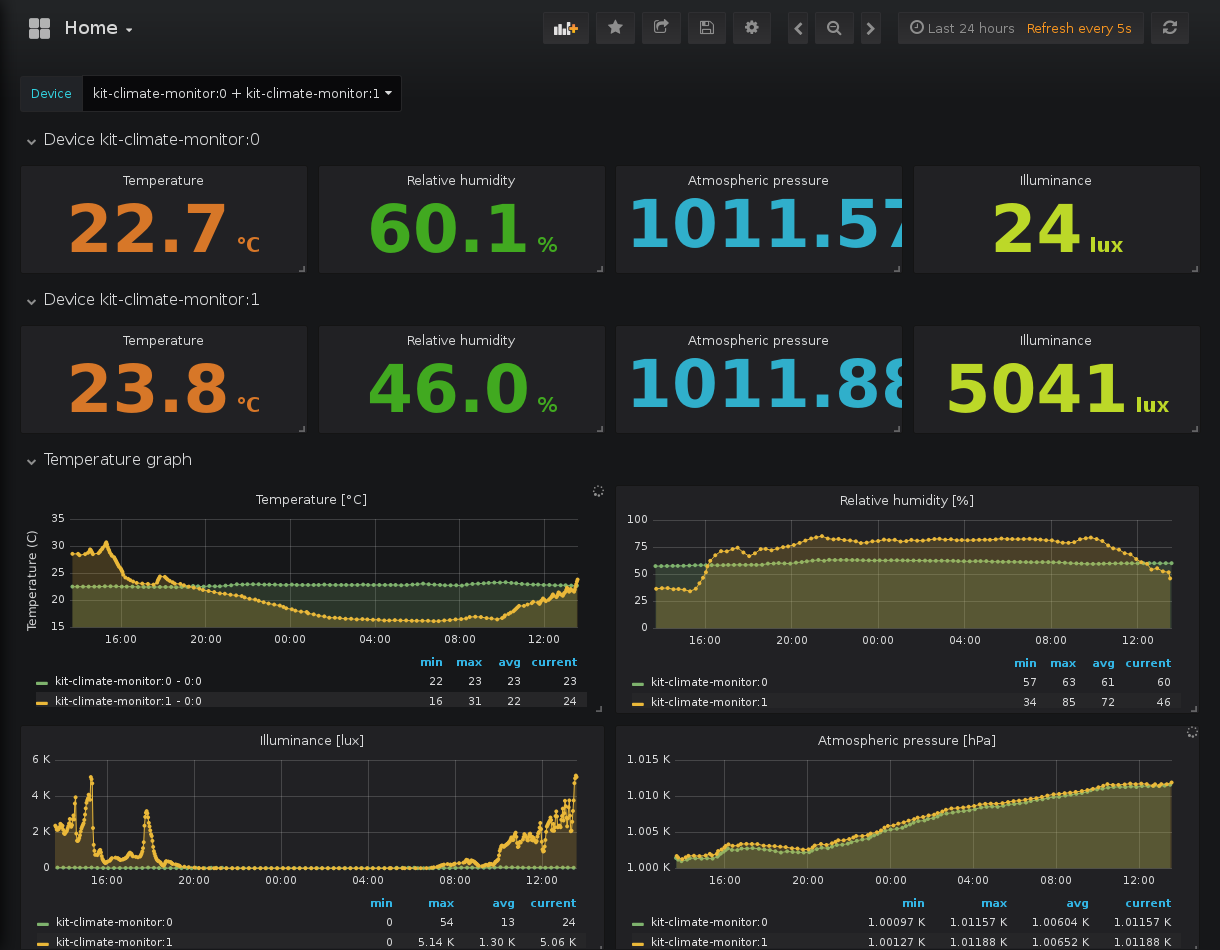 Home
Last 24 hours Refresh every 5s
Device kit-climate-monitor:0 + kit-climate-monitor:1
Device kit-climate-monitor:0
Temperature Relative humidity Atmospheric pressure Illuminance
22.7 °C 60.1 % 1011.57 24 lux
Device kit-climate-monitor:1
Temperature Relative humidity Atmospheric pressure Illuminance
23.8 °C 46.0 % 1011.88 5041 lux
Temperature graph
Temperature [°C]
Temperature (C)
35
30
25
20
15
16:00 20:00 00:00 04:00 08:00 12:00
min max avg current
kit-climate-monitor:0 - 0:0 22 23 23 23
kit-climate-monitor:1 - 0:0 16 31 22 24
Relative humidity [%]
100
75
50
25
0
16:00 20:00 00:00 04:00 08:00 12:00
min max avg current
kit-climate-monitor:0 57 63 61 60
kit-climate-monitor:1 34 85 72 46
Illuminance [lux]
6 K
4 K
2 K
0
16:00 20:00 00:00 04:00 08:00 12:00
min max avg current
kit-climate-monitor:0 0 54 13 24
kit-climate-monitor:1 0 5.14 K 1.30 K 5.06 K
Atmospheric pressure [hPa]
1.015 K
1.010 K
1.005 K
1.000 K
16:00 20:00 00:00 04:00 08:00 12:00
min max avg current
kit-climate-monitor:0 1.00097 K 1.01157 K 1.00604 K 1.01157 K
kit-climate-monitor:1 1.00127 K 1.01188 K 1.00652 K 1.01188 K